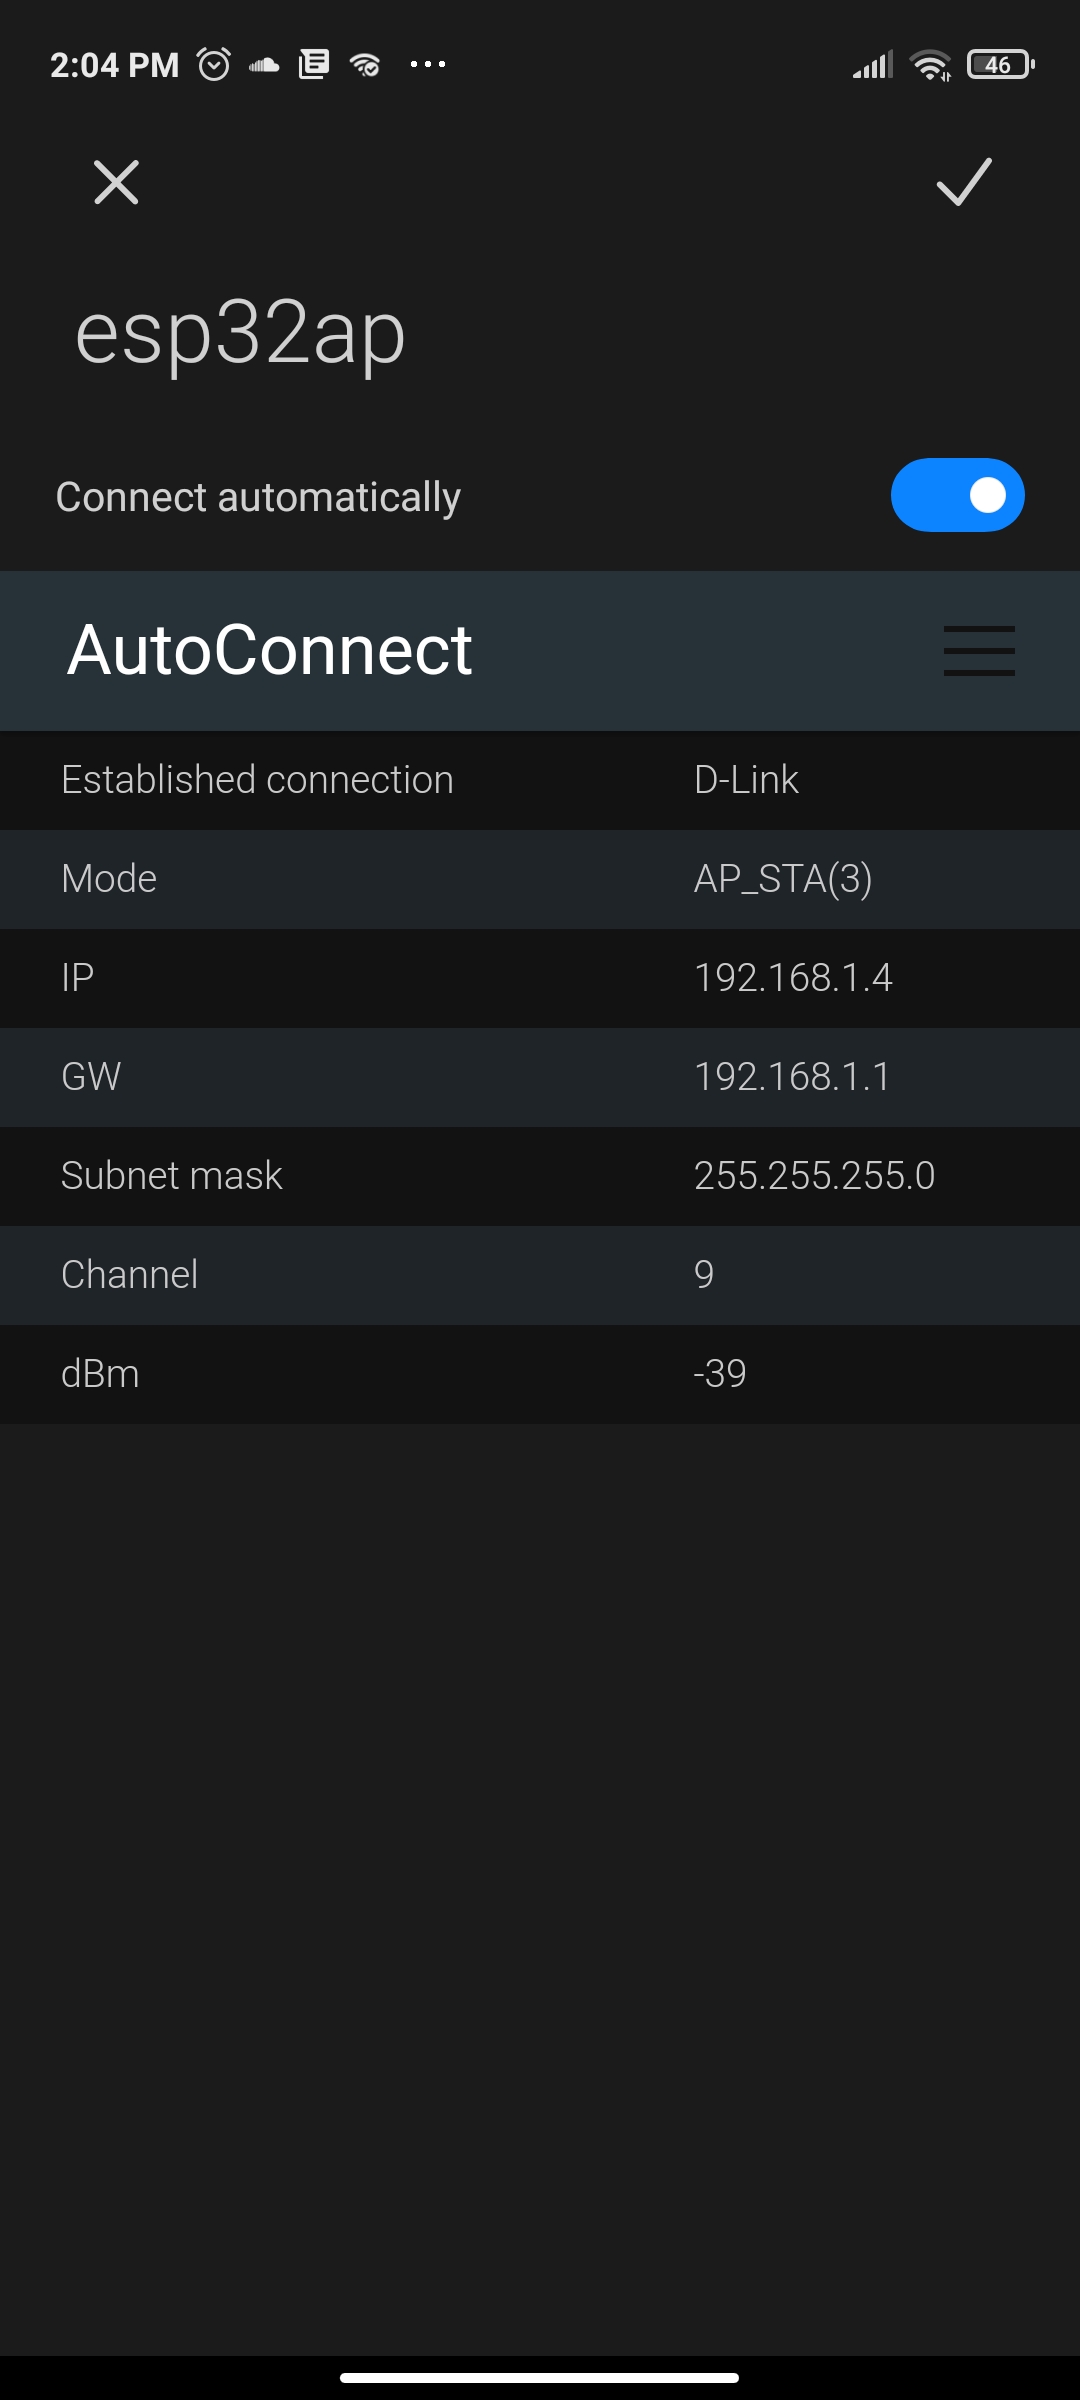 2:04 PM
46
esp32ap
Connect automatically
AutoConnect
Established connection D-Link
Mode AP_STA(3)
IP 192.168.1.4
GW 192.168.1.1
Subnet mask 255.255.255.0
Channel 9
dBm -39